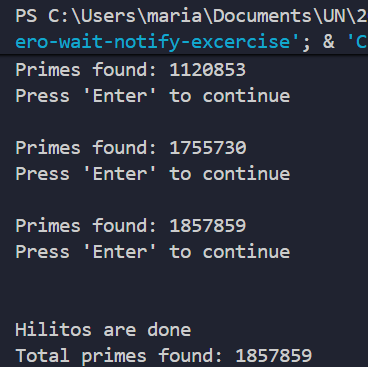 PS C:\Users\maria\Documents\UN\2
ero-wait-notify-excercise'; & 'C
Primes found: 1120853
Press 'Enter' to continue
Primes found: 1755730
Press 'Enter' to continue
Primes found: 1857859
Press 'Enter' to continue
Hilitos are done
Total primes found: 1857859